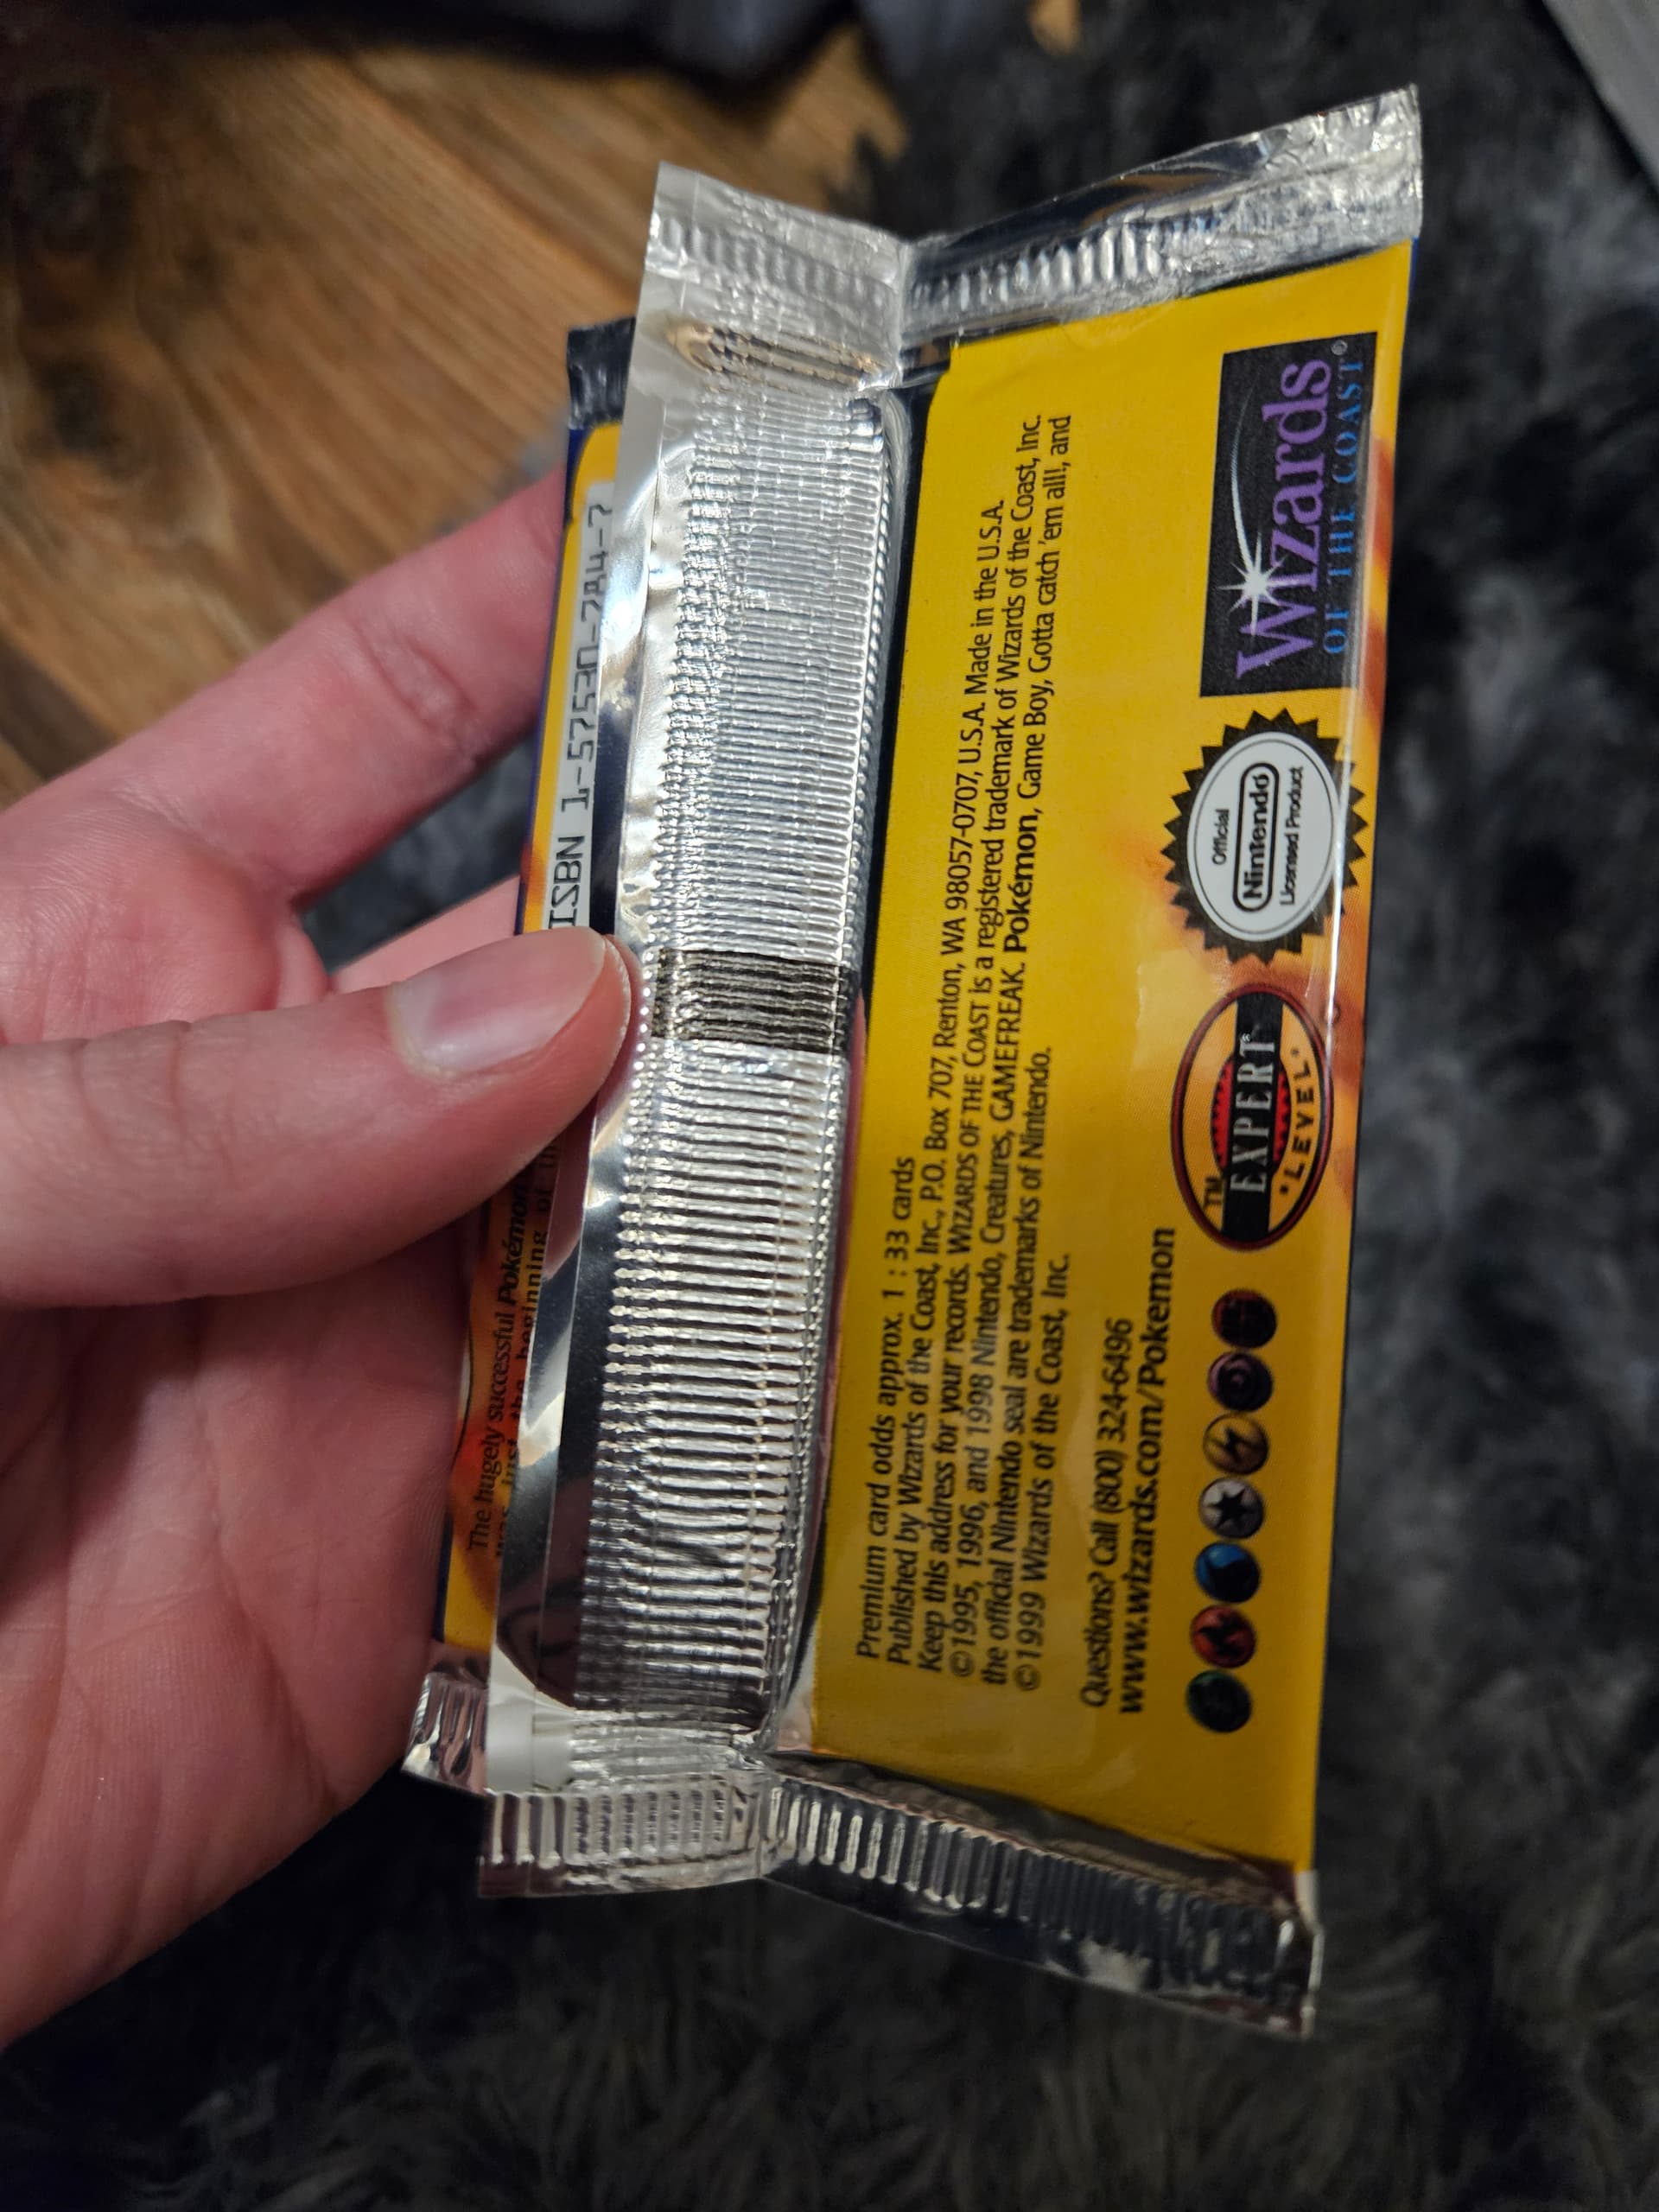 ISBN 1-57530-784-7
The hugely successful Pokémon
was just the beginning of
Premium card odds approx. 1 : 33 cards
Published by Wizards of the Coast, Inc., P.O. Box 707, Renton, WA 98057-0707, U.S.A. Made in the U.S.A.
Keep this address for your records. WIZARDS OF THE COAST is a registered trademark of Wizards of the Coast, Inc.
©1995, 1996, and 1998 Nintendo, Creatures, GAMEFREAK. Pokémon, Game Boy, Gotta catch 'em all!, and
the official Nintendo seal are trademarks of Nintendo.
©1999 Wizards of the Coast, Inc.
Questions? Call (800) 324-6496
www.wizards.com/Pokemon
TM
EXPERT
LEVEL
Official
Nintendo
Licensed Product
Wizards
OF THE COAST®